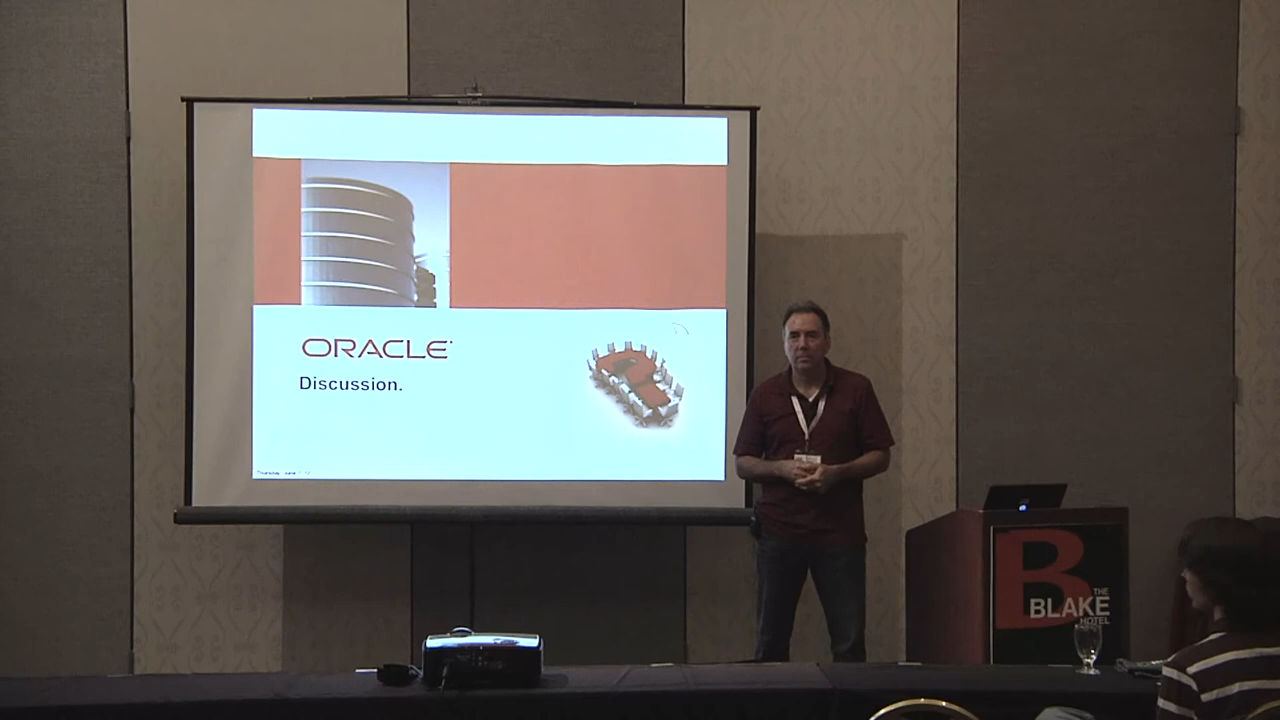 ORACLE
Discussion.
B
THE
BLAKE
HOTEL